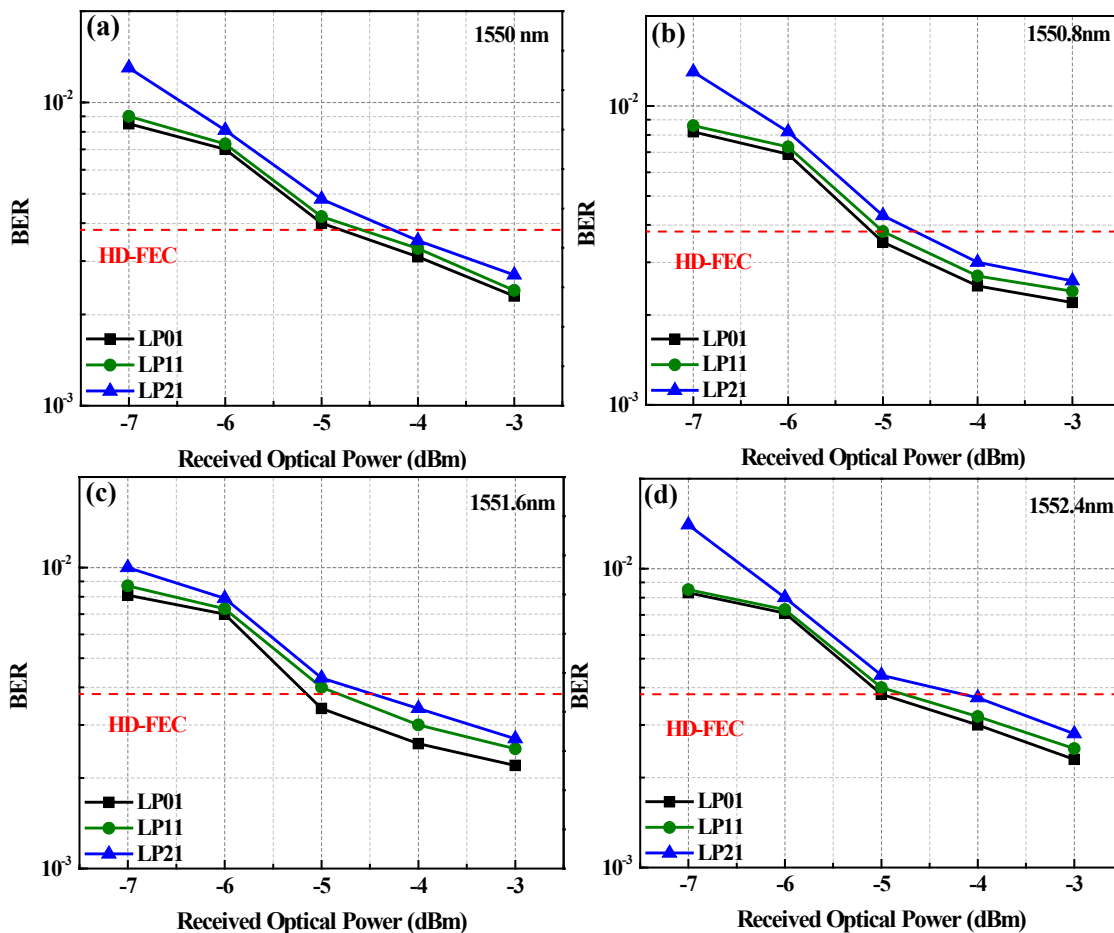 (a)
1550 nm
10⁻²
BER
HD-FEC
LP01
LP11
LP21
10⁻³
-7 -6 -5 -4 -3
Received Optical Power (dBm)
(b)
1550.8nm
10⁻²
BER
HD-FEC
LP01
LP11
LP21
10⁻³
-7 -6 -5 -4 -3
Received Optical Power (dBm)
(c)
1551.6nm
10⁻²
BER
HD-FEC
LP01
LP11
LP21
10⁻³
-7 -6 -5 -4 -3
Received Optical Power (dBm)
(d)
1552.4nm
10⁻²
BER
HD-FEC
LP01
LP11
LP21
10⁻³
-7 -6 -5 -4 -3
Received Optical Power (dBm)